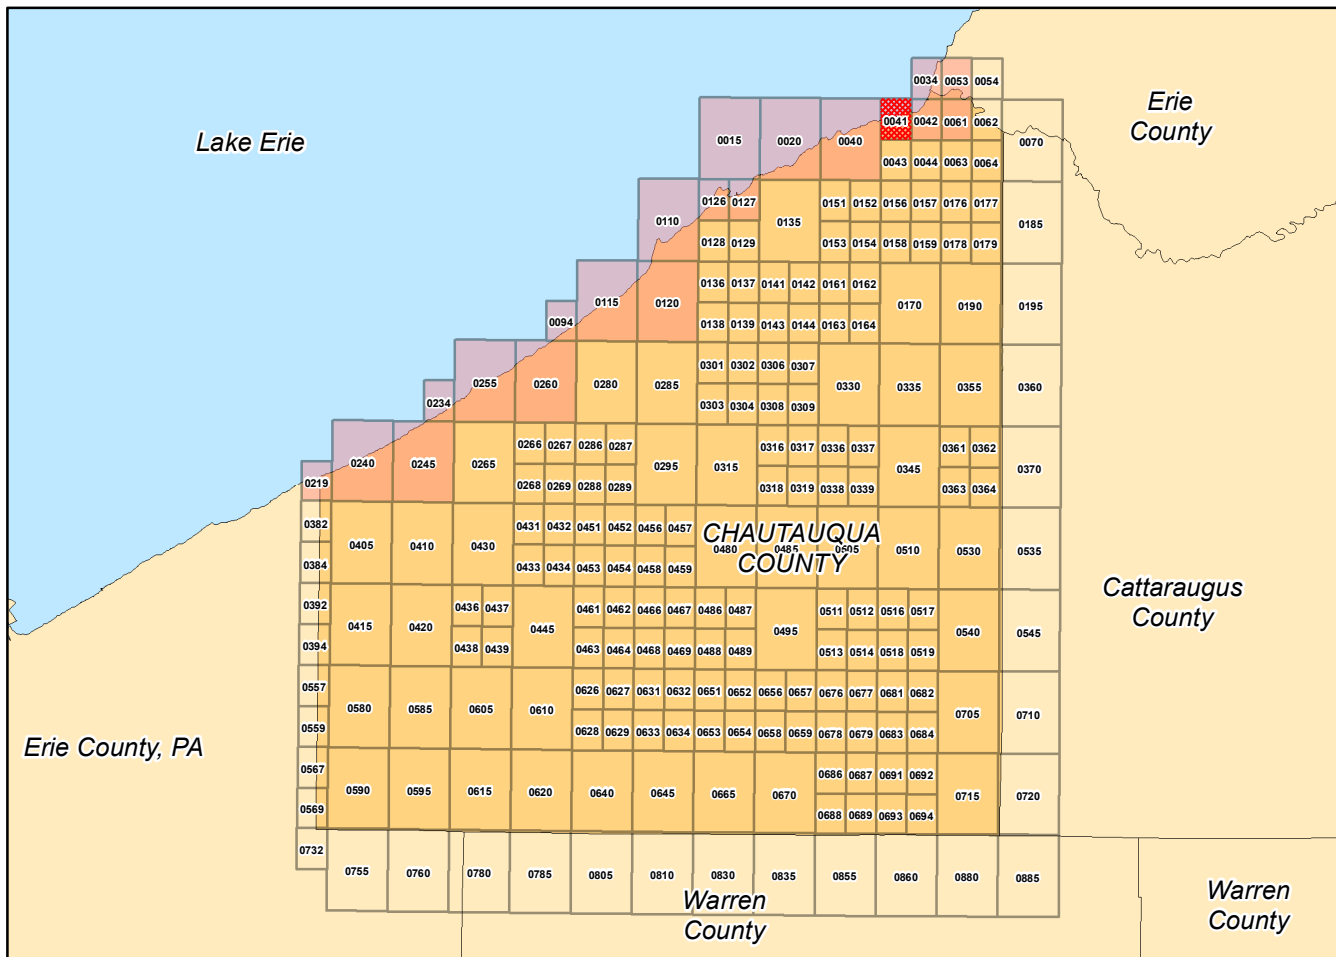 0034 0053 0054
Erie
County
Lake Erie
0015 0020 0040 0041 0042 0061 0062 0070
0043 0044 0063 0064
0110 0126 0127 0135 0151 0152 0156 0157 0176 0177 0185
0128 0129 0153 0154 0158 0159 0178 0179
0115 0120 0136 0137 0141 0142 0161 0162 0170 0190 0195
0094 0138 0139 0143 0144 0163 0164
0255 0260 0280 0285 0301 0302 0306 0307 0330 0335 0355 0360
0234 0303 0304 0308 0309
0240 0245 0265 0266 0267 0286 0287 0295 0315 0316 0317 0336 0337 0345 0361 0362 0370
0219 0268 0269 0288 0289 0318 0319 0338 0339 0363 0364
0382 0405 0410 0430 0431 0432 0451 0452 0456 0457 0480 0485 0505 0510 0530 0535
CHAUTAUQUA
COUNTY
0384 0433 0434 0453 0454 0458 0459
Cattaraugus
County
0392 0415 0420 0436 0437 0445 0461 0462 0466 0467 0486 0487 0495 0511 0512 0516 0517 0540 0545
0394 0438 0439 0463 0464 0468 0469 0488 0489 0513 0514 0518 0519
0557 0580 0585 0605 0610 0626 0627 0631 0632 0651 0652 0656 0657 0676 0677 0681 0682 0705 0710
0559 0628 0629 0633 0634 0653 0654 0658 0659 0678 0679 0683 0684
Erie County, PA
0567 0590 0595 0615 0620 0640 0645 0665 0670 0686 0687 0691 0692 0715 0720
0569 0688 0689 0693 0694
0732 0755 0760 0780 0785 0805 0810 0830 0835 0855 0860 0880 0885
Warren
County
Warren
County